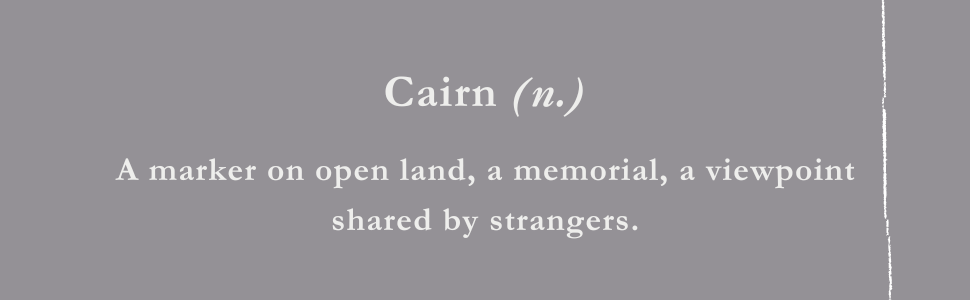 Cairn (n.)
A marker on open land, a memorial, a viewpoint
shared by strangers.